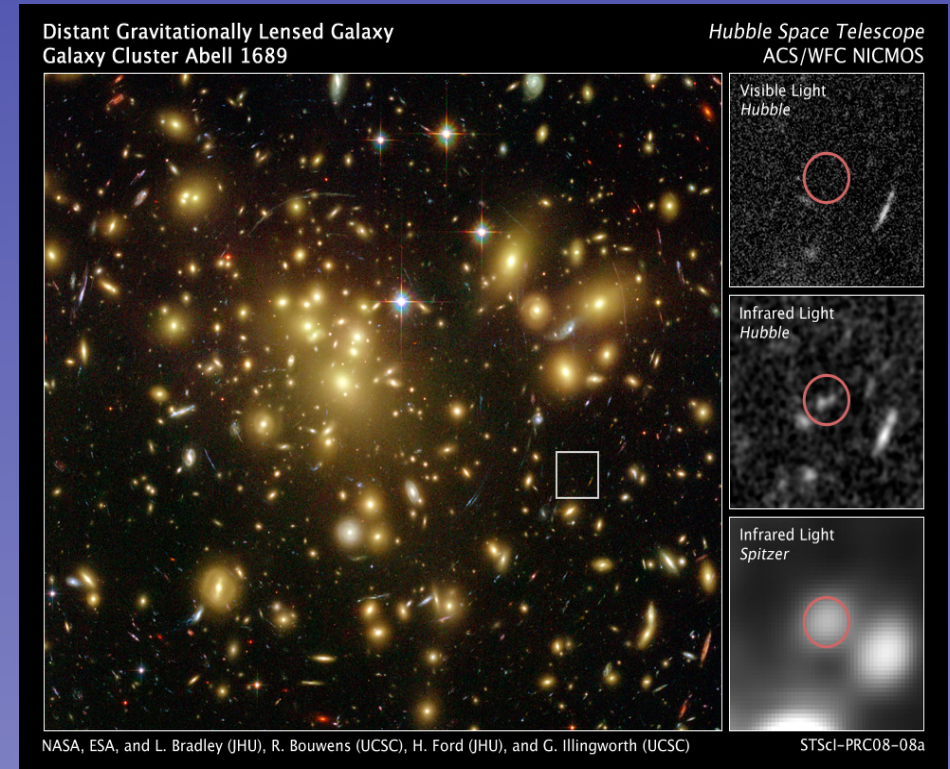 Distant Gravitationally Lensed Galaxy
Galaxy Cluster Abell 1689
Hubble Space Telescope
ACS/WFC NICMOS
Visible Light
Hubble
Infrared Light
Hubble
Infrared Light
Spitzer
NASA, ESA, and L. Bradley (JHU), R. Bouwens (UCSC), H. Ford (JHU), and G. Illingworth (UCSC)
STScI-PRC08-08a